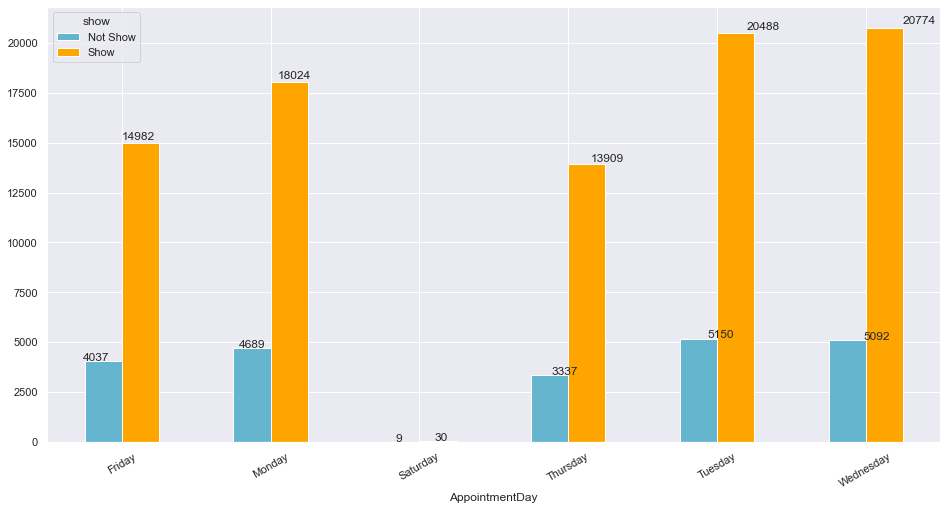 show
Not Show
Show
20000
17500
15000
12500
10000
7500
5000
2500
0
4037
14982
4689
18024
9
30
3337
13909
5150
20488
5092
20774
Friday
Monday
Saturday
Thursday
Tuesday
Wednesday
AppointmentDay